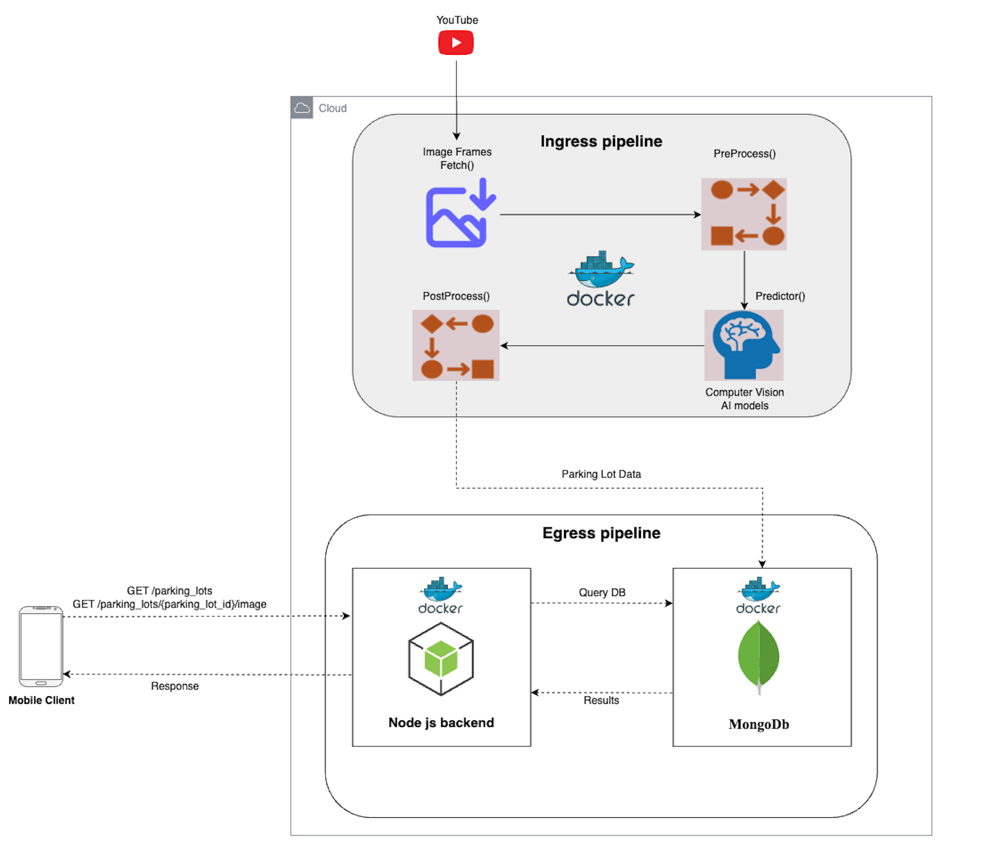 YouTube
Cloud
Ingress pipeline
Image Frames
Fetch()
PreProcess()
docker
PostProcess()
Predictor()
Computer Vision
AI models
Parking Lot Data
Egress pipeline
GET /parking_lots
GET /parking_lots/{parking_lot_id}/image
docker
Query DB
docker
Response
Mobile Client
Results
Node js backend
MongoDb